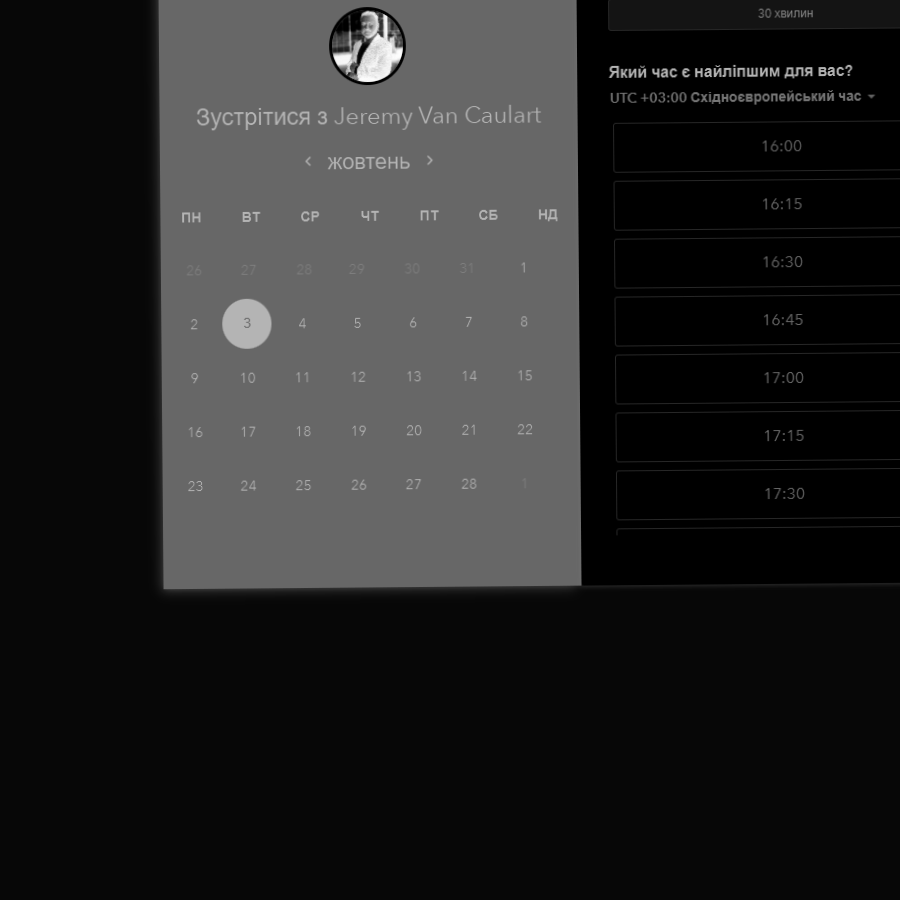 Зустрітися з Jeremy Van Caulart
жовтень
ПН ВТ СР ЧТ ПТ СБ НД
26 27 28 29 30 31 1
2 3 4 5 6 7 8
9 10 11 12 13 14 15
16 17 18 19 20 21 22
23 24 25 26 27 28 1
30 хвилин
Який час є найліпшим для вас?
UTC +03:00 Східноєвропейський час
16:00
16:15
16:30
16:45
17:00
17:15
17:30